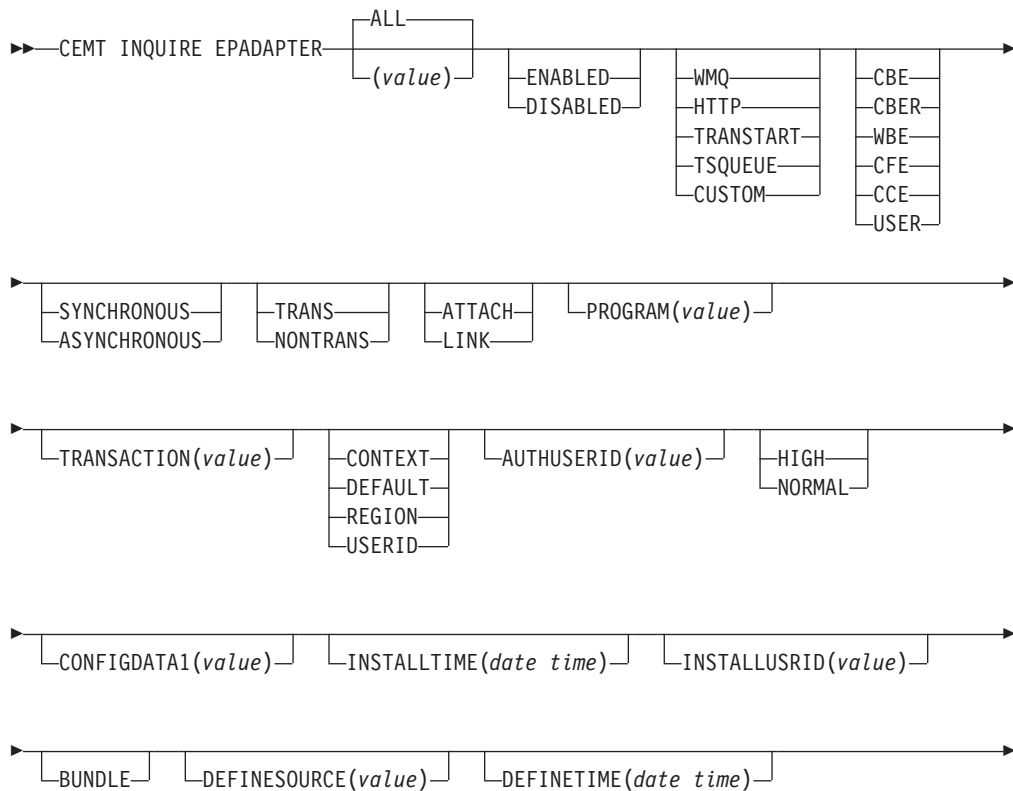 ALL
CEMT INQUIRE EPADAPTER
(value)
ENABLED
DISABLED
WMQ
HTTP
TRANSTART
TSQUEUE
CUSTOM
CBE
CBER
WBE
CFE
CCE
USER
SYNCHRONOUS
ASYNCHRONOUS
TRANS
NONTRANS
ATTACH
LINK
PROGRAM(value)
TRANSACTION(value)
CONTEXT
DEFAULT
REGION
USERID
AUTHUSERID(value)
HIGH
NORMAL
CONFIGDATA1(value)
INSTALLTIME(date time)
INSTALLUSRID(value)
BUNDLE
DEFINESOURCE(value)
DEFINETIME(date time)